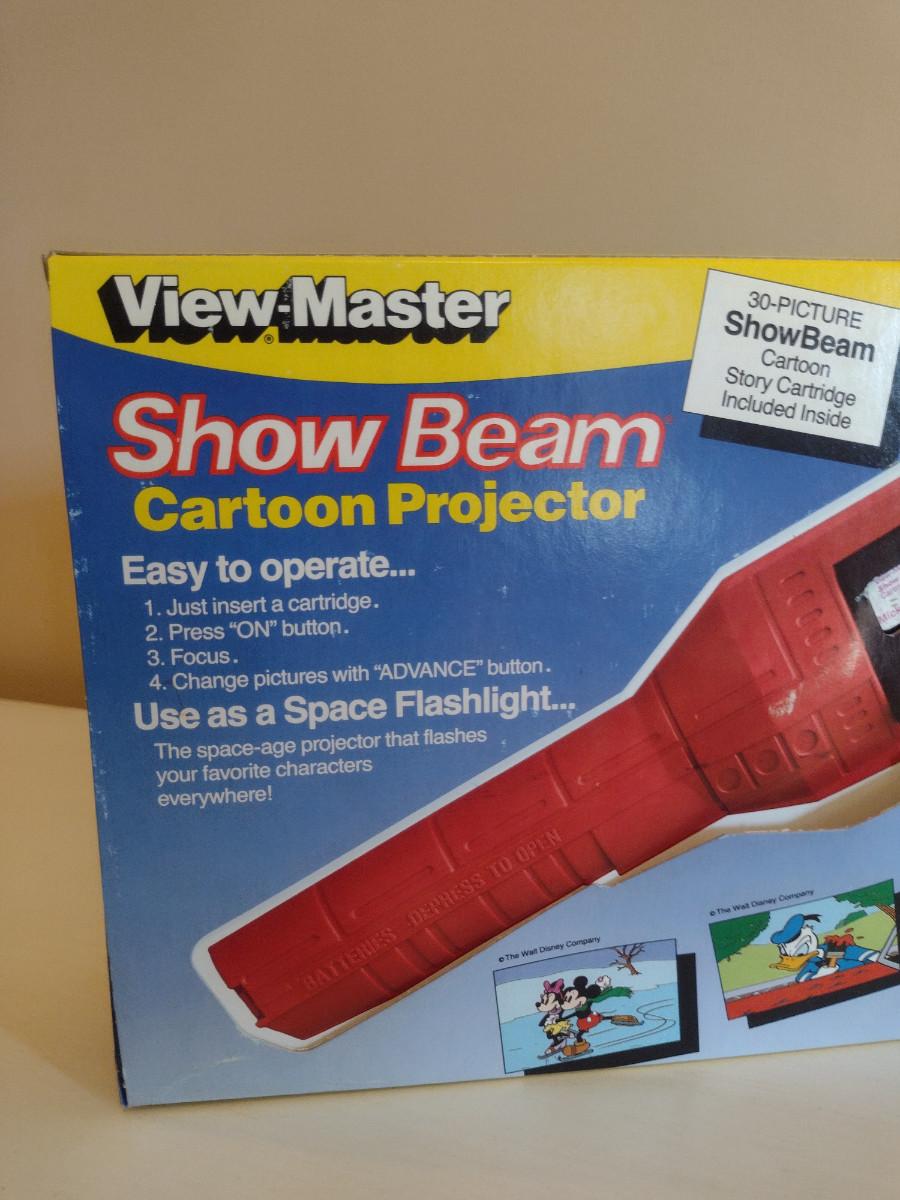 View-Master®
30-PICTURE
ShowBeam
Cartoon
Story Cartridge
Included Inside
Show Beam
Cartoon Projector
Easy to operate...
1. Just insert a cartridge.
2. Press “ON” button.
3. Focus.
4. Change pictures with “ADVANCE” button.
Use as a Space Flashlight...
The space-age projector that flashes
your favorite characters
everywhere!
BATTERIES DEPRESS TO OPEN
© The Walt Disney Company
© The Walt Disney Company